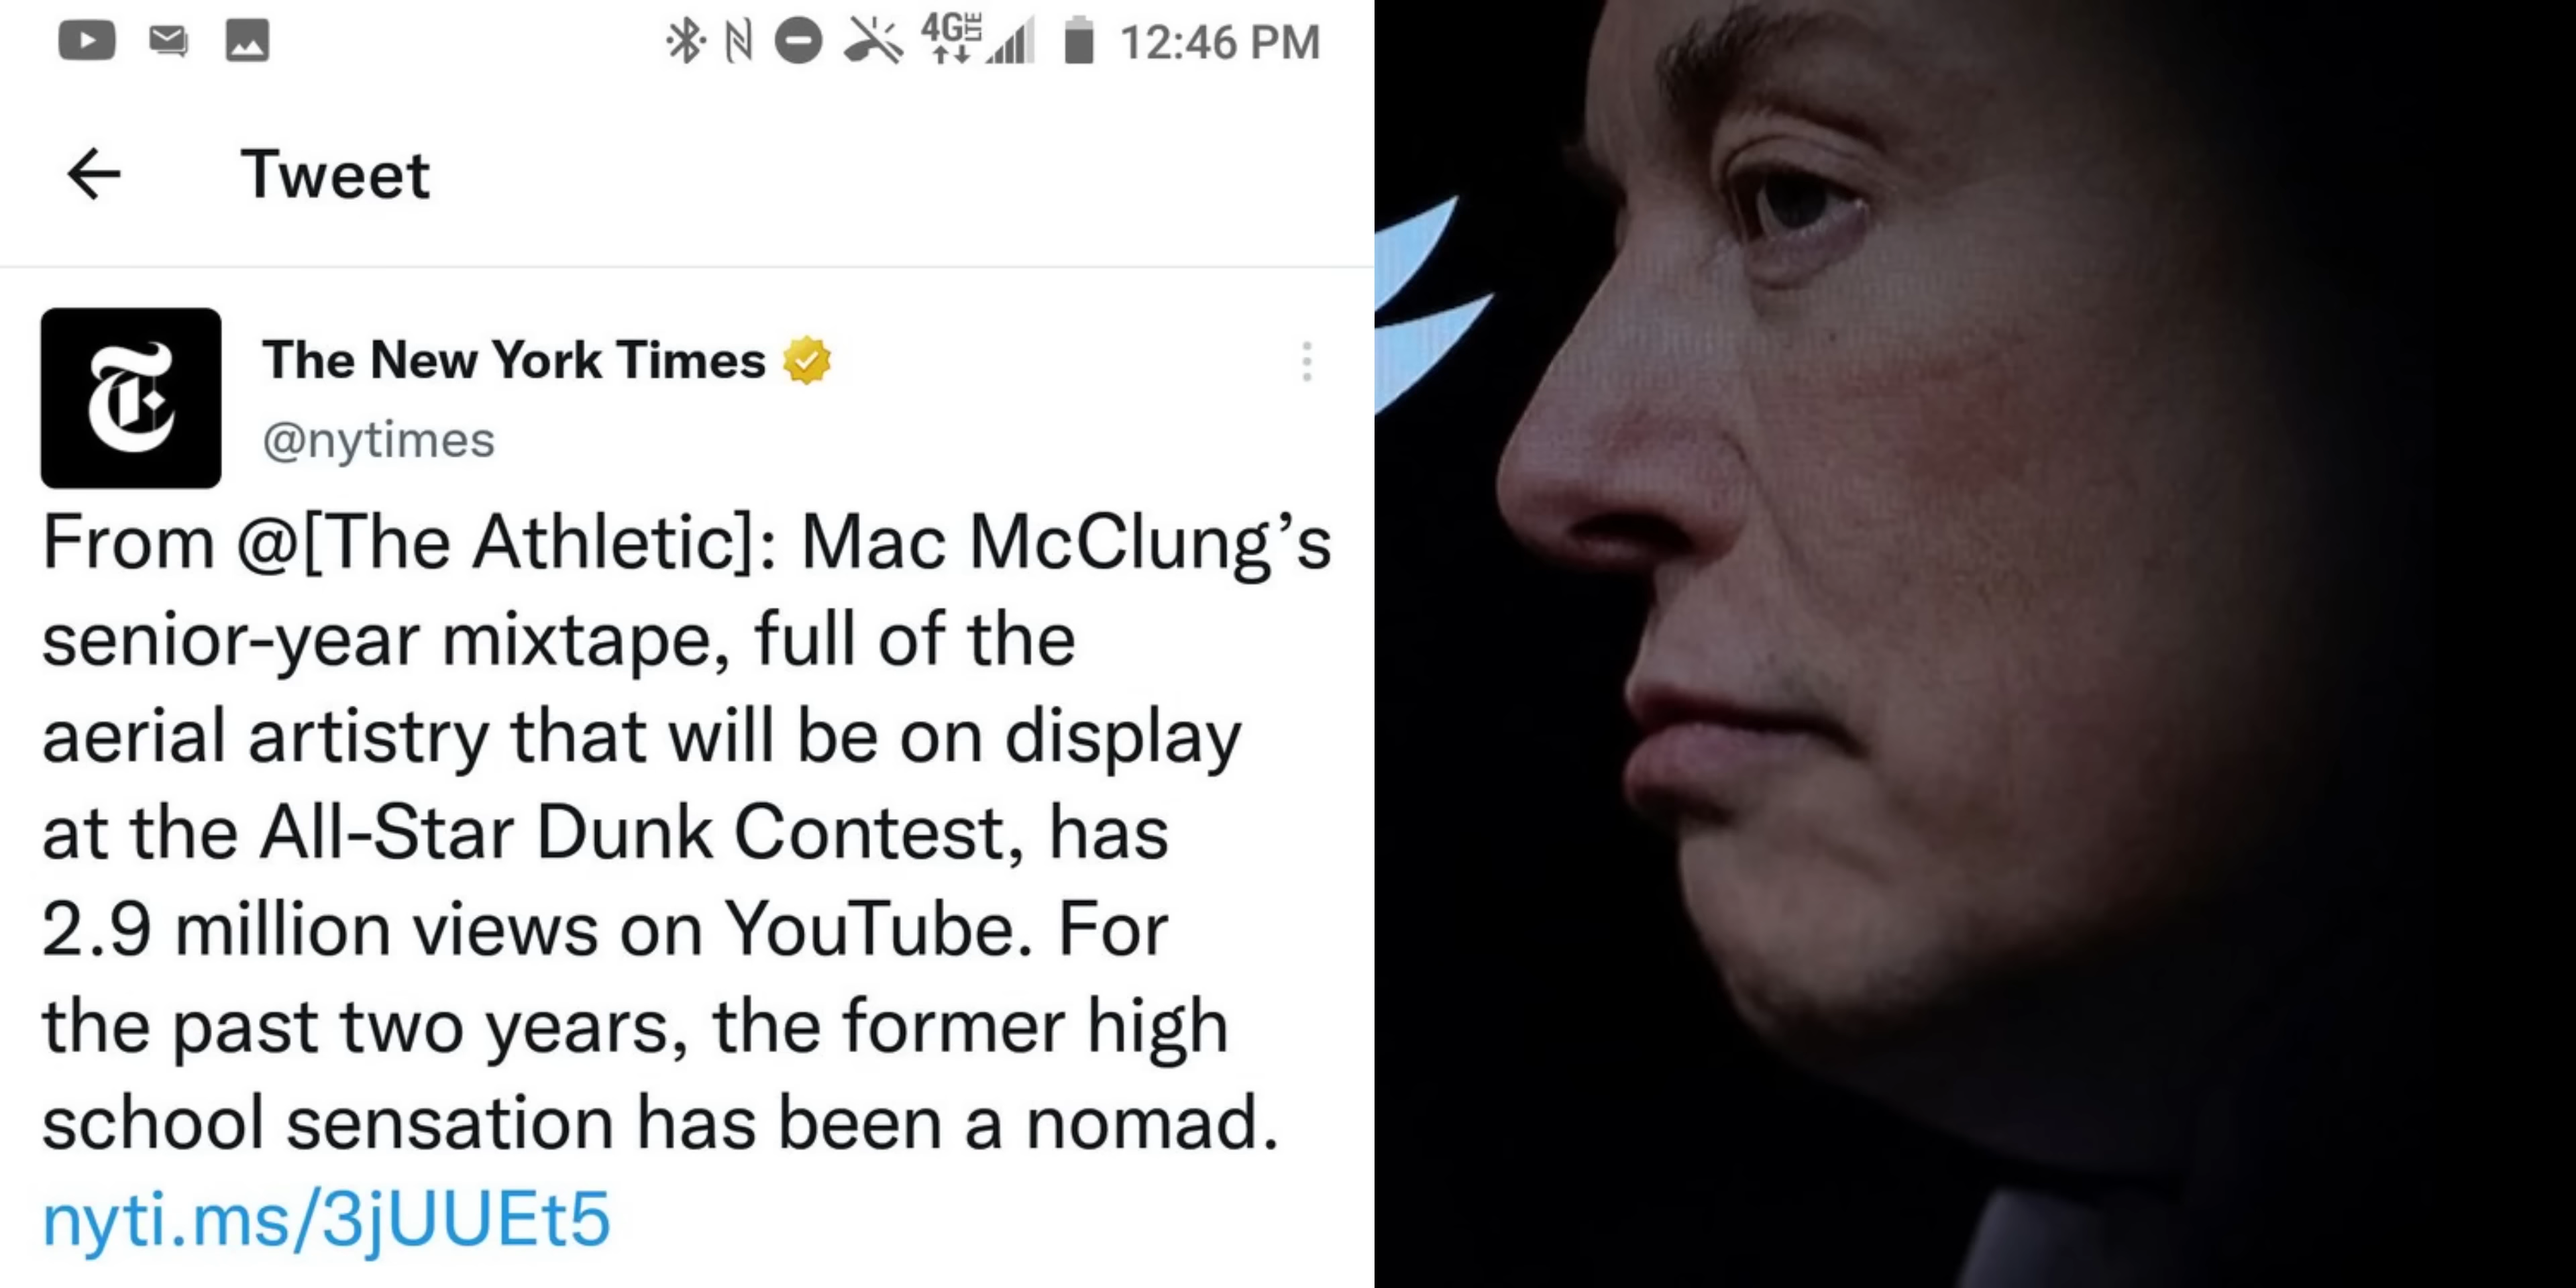 12:46 PM
Tweet
The New York Times
@nytimes
From @[The Athletic]: Mac McClung’s
senior-year mixtape, full of the
aerial artistry that will be on display
at the All-Star Dunk Contest, has
2.9 million views on YouTube. For
the past two years, the former high
school sensation has been a nomad.
nyti.ms/3jUUEt5